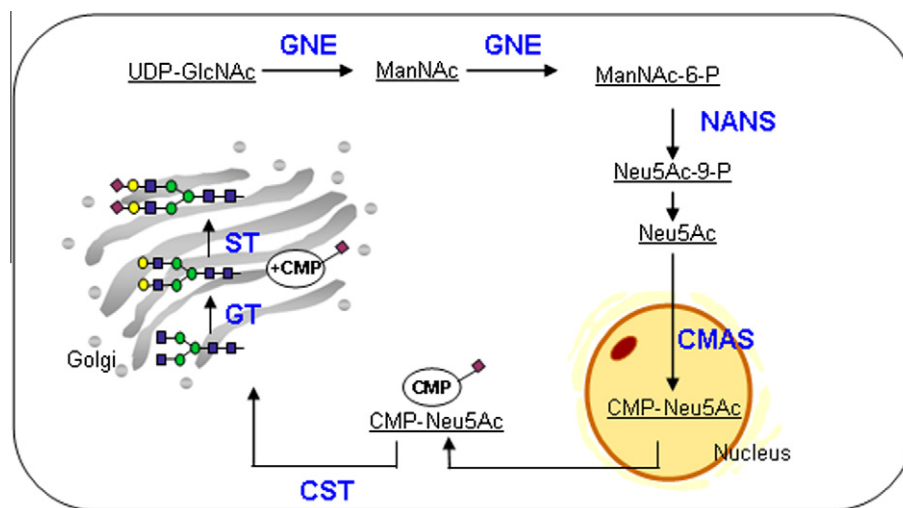 GNE GNE
UDP-GlcNAc ManNAc ManNAc-6-P
NANS
Neu5Ac-9-P
Neu5Ac
ST
+CMP
GT
Golgi
CMAS
CMP
CMP-Neu5Ac
CMP-Neu5Ac
Nucleus
CST